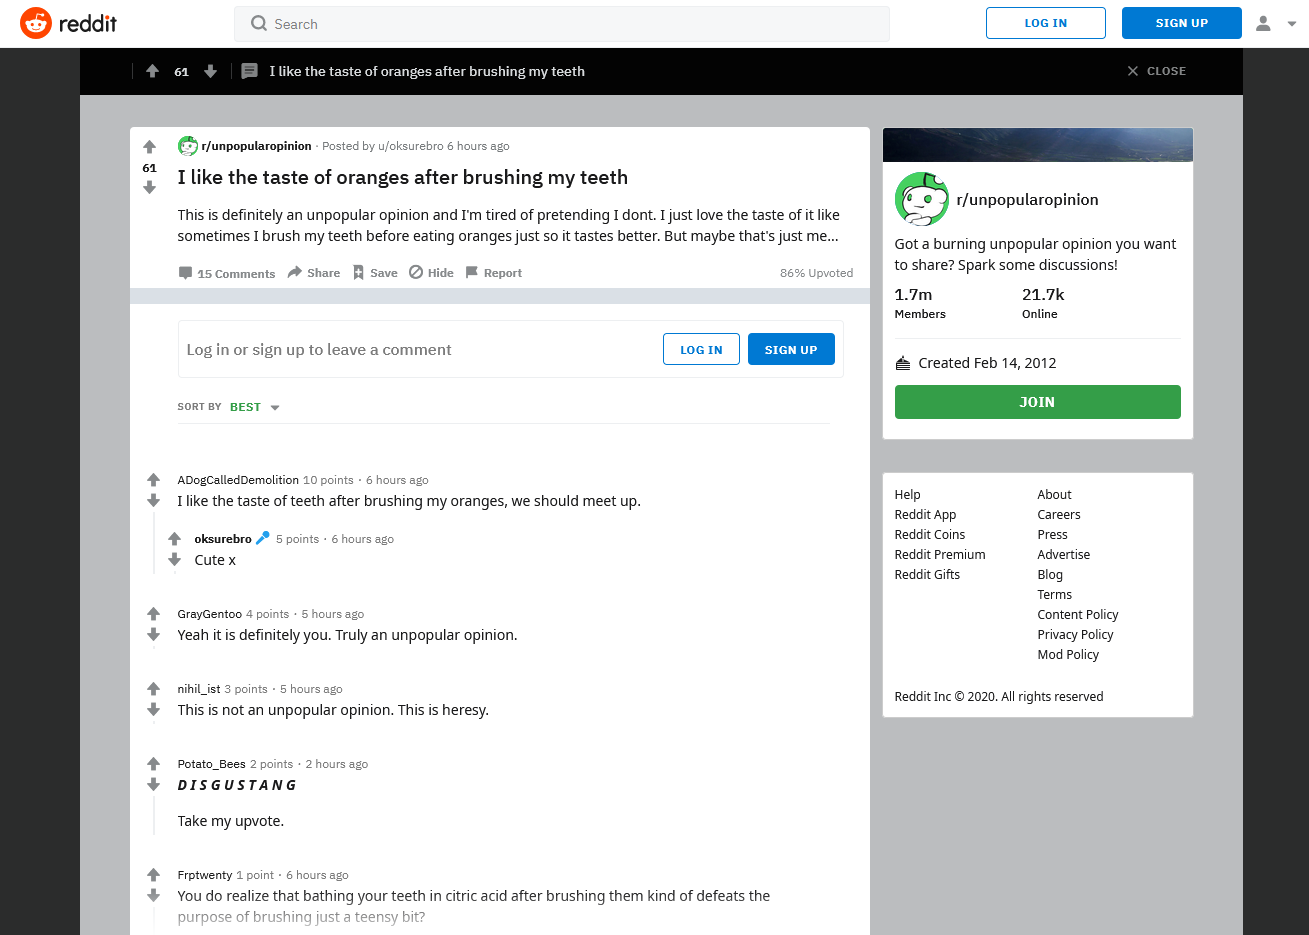 reddit
Search
LOG IN
SIGN UP
61
I like the taste of oranges after brushing my teeth
CLOSE
61
r/unpopularopinion · Posted by u/oksurebro 6 hours ago
I like the taste of oranges after brushing my teeth
This is definitely an unpopular opinion and I'm tired of pretending I dont. I just love the taste of it like
sometimes I brush my teeth before eating oranges just so it tastes better. But maybe that's just me...
15 Comments Share Save Hide Report 86% Upvoted
Log in or sign up to leave a comment LOG IN SIGN UP
SORT BY BEST
ADogCalledDemolition 10 points · 6 hours ago
I like the taste of teeth after brushing my oranges, we should meet up.
oksurebro 5 points · 6 hours ago
Cute x
GrayGentoo 4 points · 5 hours ago
Yeah it is definitely you. Truly an unpopular opinion.
nihil_ist 3 points · 5 hours ago
This is not an unpopular opinion. This is heresy.
Potato_Bees 2 points · 2 hours ago
D I S G U S T A N G
Take my upvote.
Frptwenty 1 point · 6 hours ago
You do realize that bathing your teeth in citric acid after brushing them kind of defeats the
purpose of brushing just a teensy bit?
r/unpopularopinion
Got a burning unpopular opinion you want
to share? Spark some discussions!
1.7m 21.7k
Members Online
Created Feb 14, 2012
JOIN
Help
Reddit App
Reddit Coins
Reddit Premium
Reddit Gifts
About
Careers
Press
Advertise
Blog
Terms
Content Policy
Privacy Policy
Mod Policy
Reddit Inc © 2020. All rights reserved